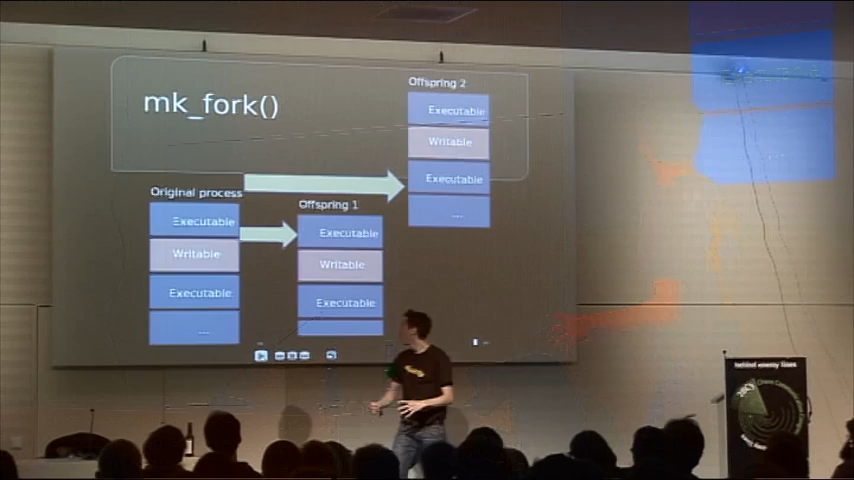 mk_fork()
Offspring 2
Executable
Writable
Executable
...
Original process
Executable
Writable
Executable
...
Offspring 1
Executable
Writable
Executable
behind enemy lines